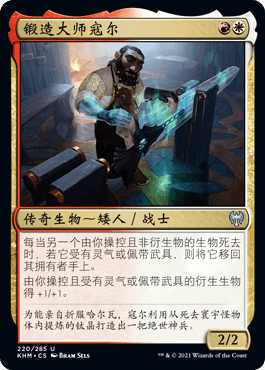 锻造大师寇尔
传奇生物～矮人 / 战士
每当另一个由你操控且非衍生物的生物死去
时，若它受有灵气或佩带武具，则将它移回
其拥有者手上。
由你操控且受有灵气或佩带武具的衍生生物
得 +1/+1。
为能亲自折服哈尔瓦，寇尔利用从死去寰宇怪物
体内提炼的钛晶打造出一把绝世神兵。
2/2
220/285 U
KHM • CS BRAM SELS
™ & © 2021 Wizards of the Coast